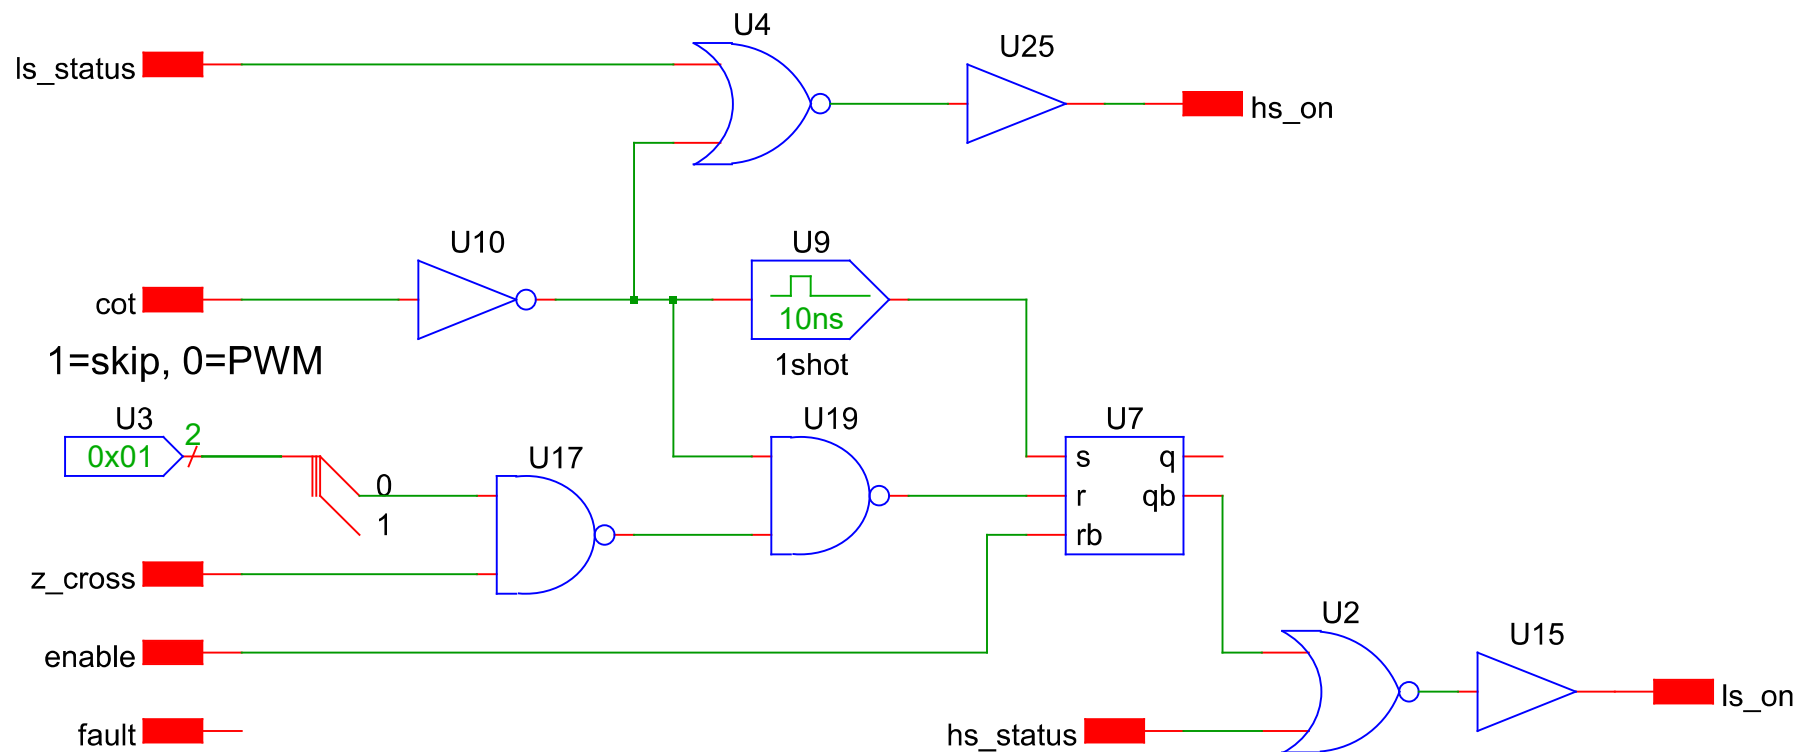 U4
U25
ls_status
hs_on
U10
U9
cot
10ns
1shot
1=skip, 0=PWM
U3
2
0x01
U19
U7
U17
0
1
s q
r qb
rb
z_cross
enable
U2
U15
ls_on
fault
hs_status